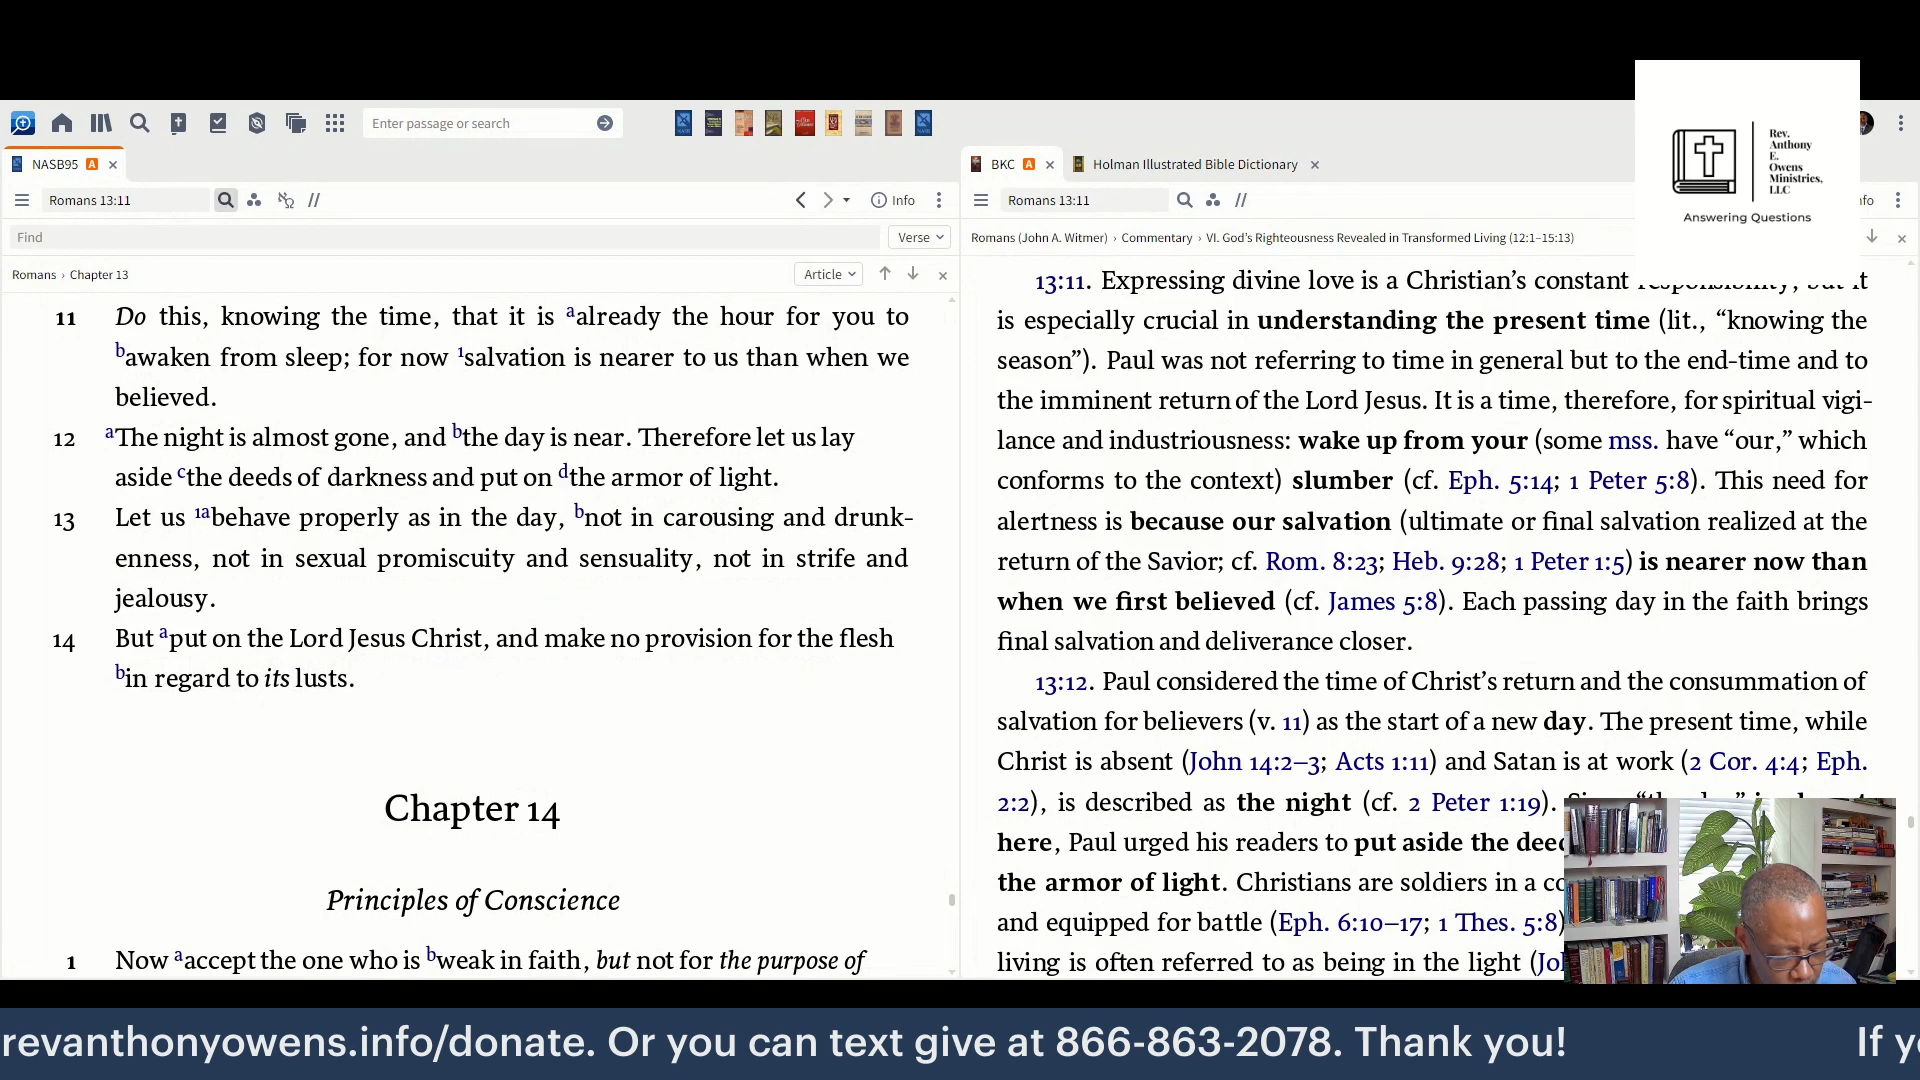 Enter passage or search
NASB95 A
BKC A
Holman Illustrated Bible Dictionary
Rev.
Anthony
E.
Owens
Ministries,
LLC
Answering Questions
Romans 13:11
Info
Romans 13:11
Find
Verse
Romans (John A. Witmer) › Commentary › VI. God’s Righteousness Revealed in Transformed Living (12:1–15:13)
Romans › Chapter 13
Article
11 Do this, knowing the time, that it is aalready the hour for you to
bawaken from sleep; for now 1salvation is nearer to us than when we
believed.
12 aThe night is almost gone, and bthe day is near. Therefore let us lay
aside cthe deeds of darkness and put on dthe armor of light.
13 Let us 1abehave properly as in the day, bnot in carousing and drunk-
enness, not in sexual promiscuity and sensuality, not in strife and
jealousy.
14 But aput on the Lord Jesus Christ, and make no provision for the flesh
bin regard to its lusts.
Chapter 14
Principles of Conscience
1 Now aaccept the one who is bweak in faith, but not for the purpose of
13:11. Expressing divine love is a Christian’s constant responsibility, but it
is especially crucial in understanding the present time (lit., “knowing the
season”). Paul was not referring to time in general but to the end-time and to
the imminent return of the Lord Jesus. It is a time, therefore, for spiritual vigi-
lance and industriousness: wake up from your (some mss. have “our,” which
conforms to the context) slumber (cf. Eph. 5:14; 1 Peter 5:8). This need for
alertness is because our salvation (ultimate or final salvation realized at the
return of the Savior; cf. Rom. 8:23; Heb. 9:28; 1 Peter 1:5) is nearer now than
when we first believed (cf. James 5:8). Each passing day in the faith brings
final salvation and deliverance closer.
13:12. Paul considered the time of Christ’s return and the consummation of
salvation for believers (v. 11) as the start of a new day. The present time, while
Christ is absent (John 14:2–3; Acts 1:11) and Satan is at work (2 Cor. 4:4; Eph.
2:2), is described as the night (cf. 2 Peter 1:19).
here, Paul urged his readers to put aside the deed
the armor of light. Christians are soldiers in a co
and equipped for battle (Eph. 6:10–17; 1 Thes. 5:8)
living is often referred to as being in the light (Jo
revanthonyowens.info/donate. Or you can text give at 866-863-2078. Thank you!
If y